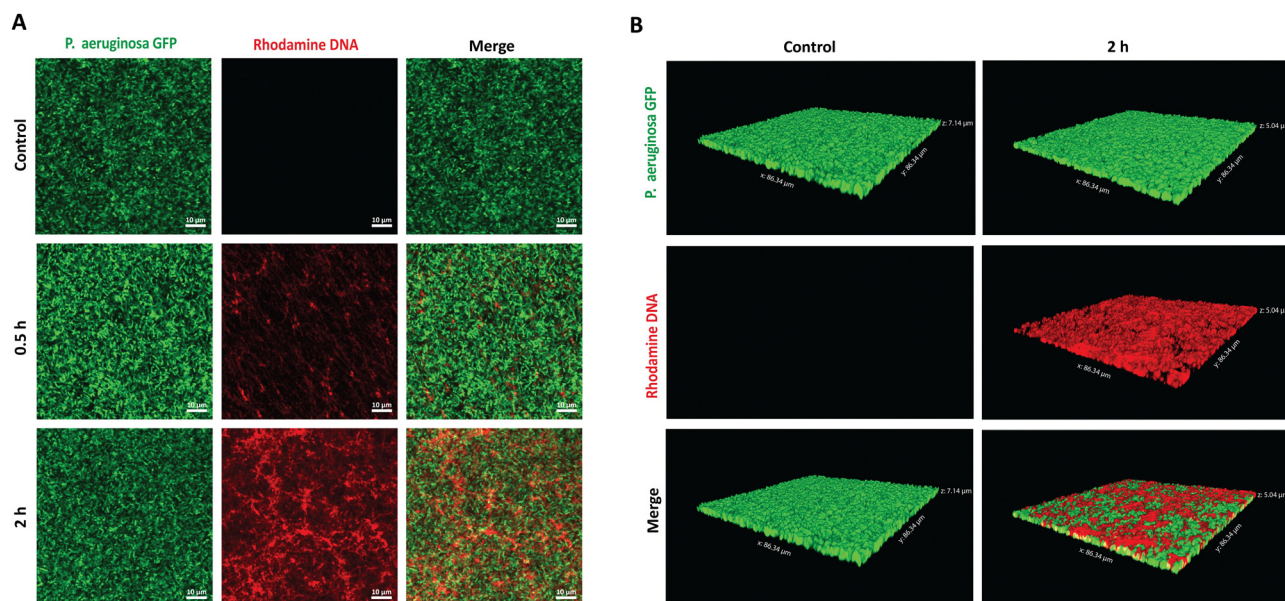 A
P. aeruginosa GFP
Rhodamine DNA
Merge
Control
10 µm
10 µm
10 µm
0.5 h
10 µm
10 µm
10 µm
2 h
10 µm
10 µm
10 µm
B
Control
2 h
P. aeruginosa GFP
z: 7.14 µm
x: 86.34 µm
y: 86.34 µm
z: 5.04 µ
x: 86.34 µm
y: 86.34 µm
Rhodamine DNA
z: 5.04 µ
x: 86.34 µm
y: 86.34 µm
Merge
z: 7.14 µm
x: 86.34 µm
y: 86.34 µm
z: 5.04 µ
x: 86.34 µm
y: 86.34 µm